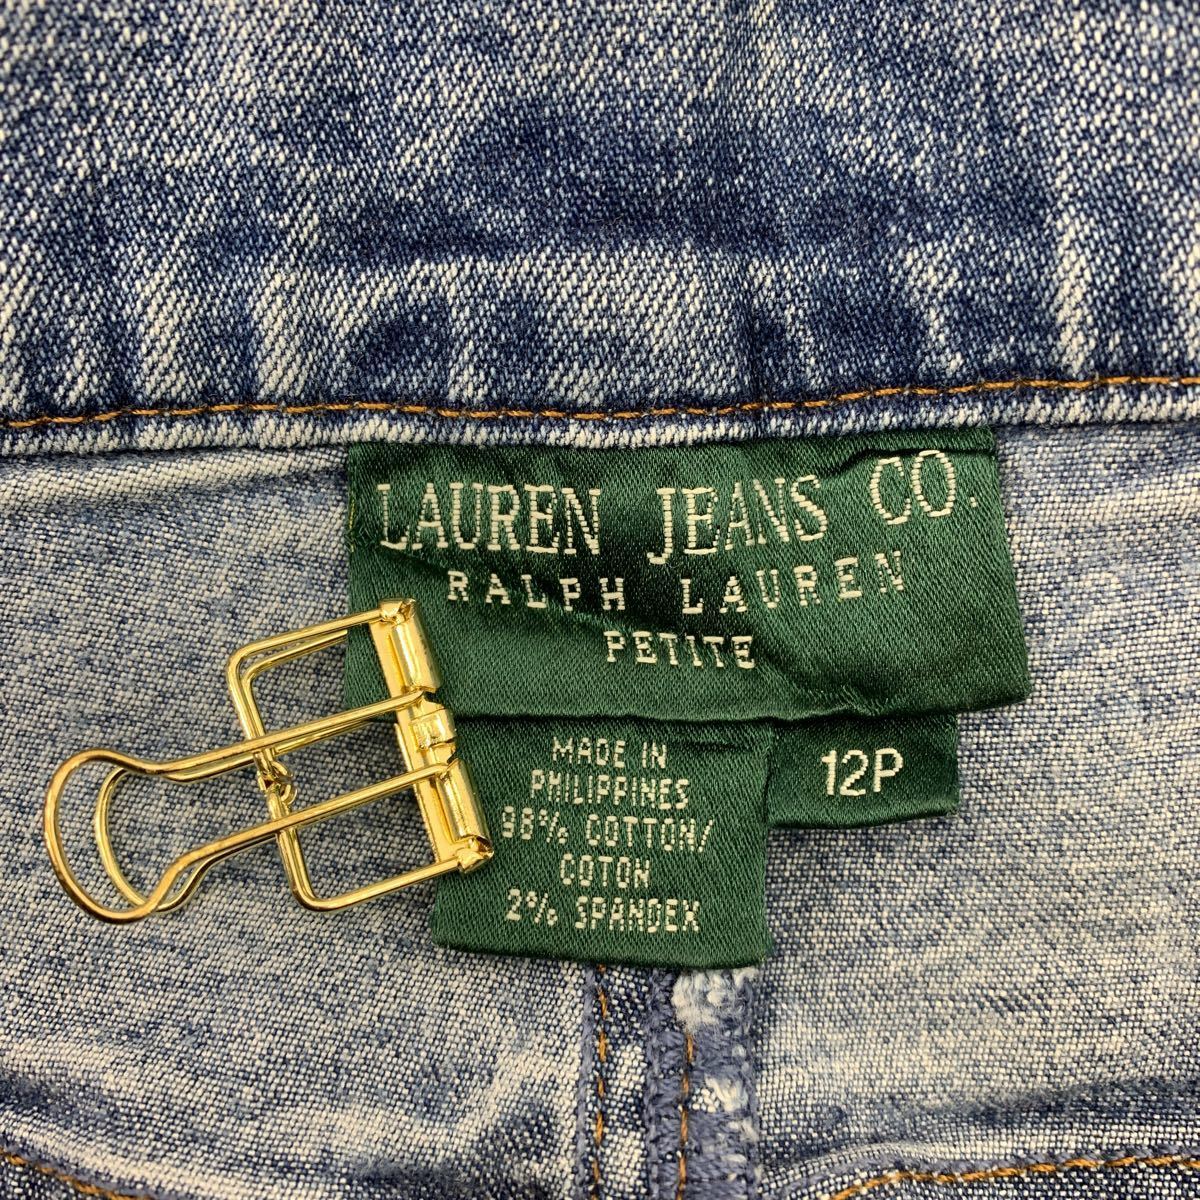 LAUREN JEANS CO.
RALPH LAUREN
PETITE
MADE IN
PHILIPPINES
98% COTTON/
COTON
2% SPANDEX
12P